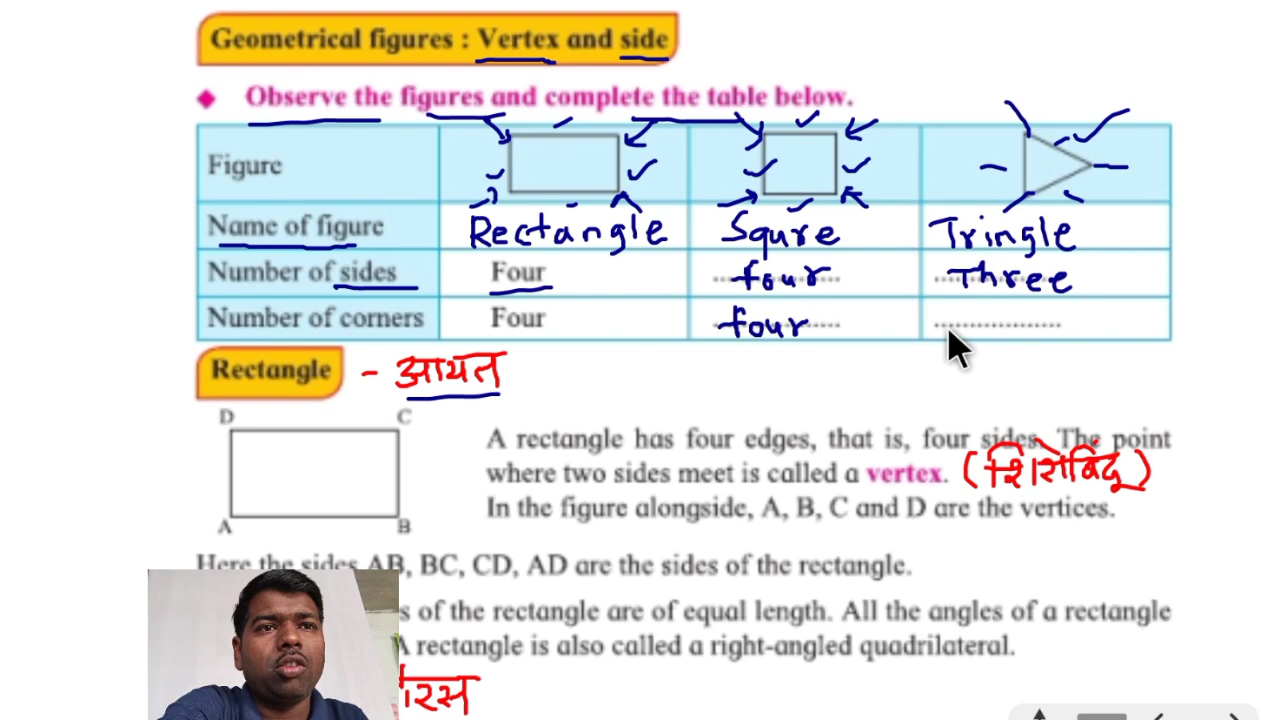 Geometrical figures : Vertex and side
Observe the figures and complete the table below.
Figure
Name of figure Rectangle Squre Tringle
Number of sides Four four Three
Number of corners Four four
Rectangle - आयत
D C
A rectangle has four edges, that is, four sides. The point
where two sides meet is called a vertex. (शिरोबिंदू)
In the figure alongside, A, B, C and D are the vertices.
A B
Here the sides AB, BC, CD, AD are the sides of the rectangle.
s of the rectangle are of equal length. All the angles of a rectangle
A rectangle is also called a right-angled quadrilateral.